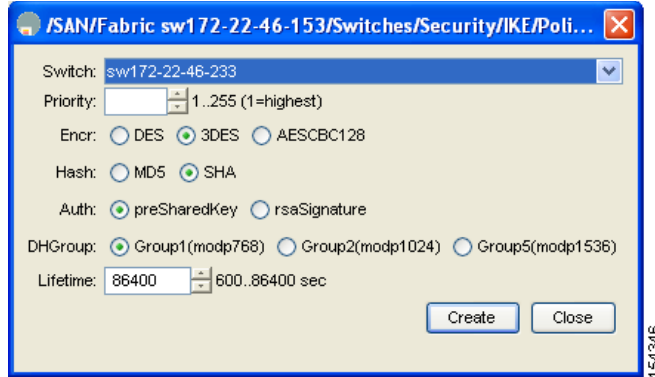 /SAN/Fabric sw172-22-46-153/Switches/Security/IKE/Poli...
Switch: sw172-22-46-233
Priority: 1..255 (1=highest)
Encr: DES 3DES AESCBC128
Hash: MD5 SHA
Auth: preSharedKey rsaSignature
DHGroup: Group1(modp768) Group2(modp1024) Group5(modp1536)
Lifetime: 86400 600..86400 sec
Create Close
154346